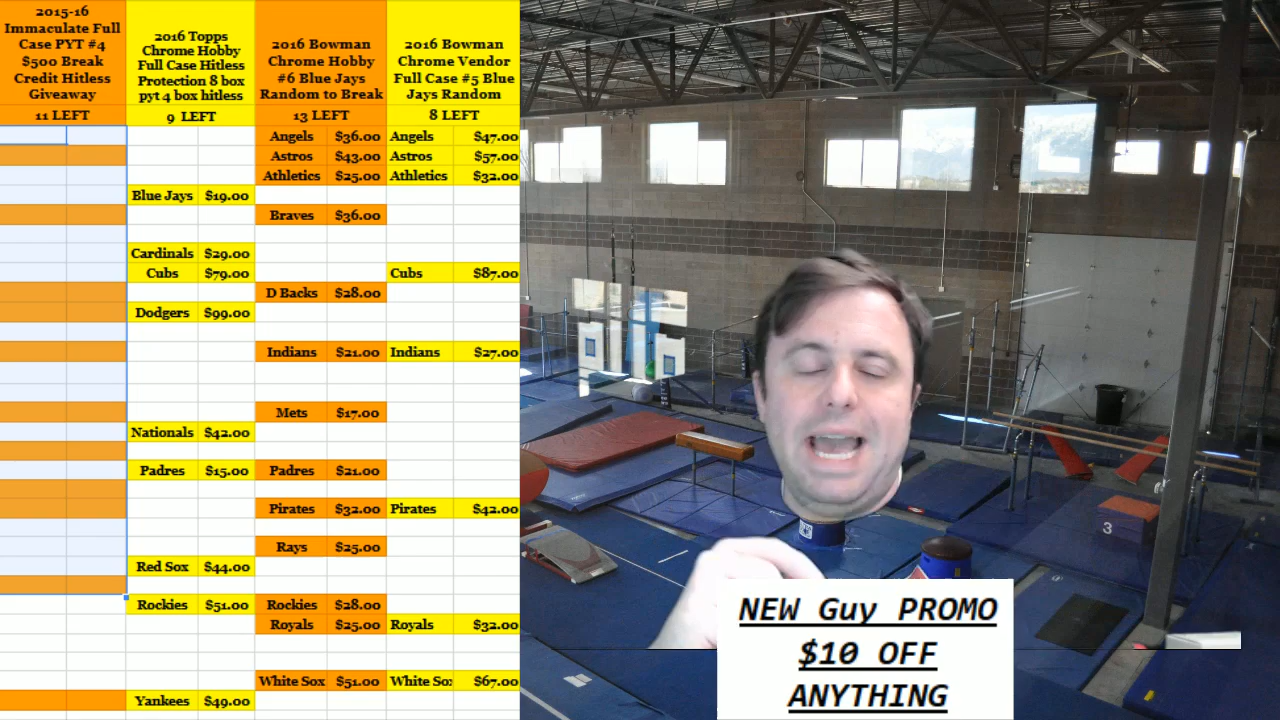 2015-16
Immaculate Full
Case PYT #4
$500 Break
Credit Hitless
Giveaway
11 LEFT
2016 Topps
Chrome Hobby
Full Case Hitless
Protection 8 box
pyt 4 box hitless
9 LEFT
2016 Bowman
Chrome Hobby
#6 Blue Jays
Random to Break
13 LEFT
2016 Bowman
Chrome Vendor
Full Case #5 Blue
Jays Random
8 LEFT
Angels $36.00 Angels $47.00
Astros $43.00 Astros $57.00
Athletics $25.00 Athletics $32.00
Blue Jays $19.00
Braves $36.00
Cardinals $29.00
Cubs $79.00 Cubs $87.00
D Backs $28.00
Dodgers $99.00
Indians $21.00 Indians $27.00
Mets $17.00
Nationals $42.00
Padres $15.00 Padres $21.00
Pirates $32.00 Pirates $42.00
Rays $25.00
Red Sox $44.00
Rockies $51.00 Rockies $28.00
Royals $25.00 Royals $32.00
White Sox $51.00 White Sox $67.00
Yankees $49.00
3
NEW Guy PROMO
$10 OFF
ANYTHING